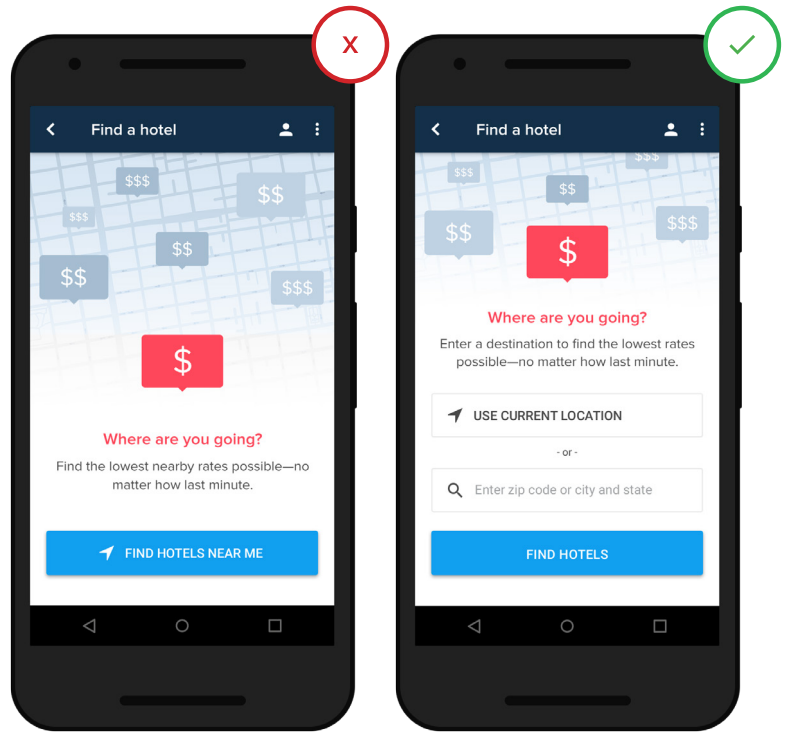 X
Find a hotel
$$$
$$
$$$
$$
$$
$$$
$
Where are you going?
Find the lowest nearby rates possible—no
matter how last minute.
FIND HOTELS NEAR ME
Find a hotel
$$$
$$$
$$
$$
$$$
$
Where are you going?
Enter a destination to find the lowest rates
possible—no matter how last minute.
USE CURRENT LOCATION
- or -
Enter zip code or city and state
FIND HOTELS